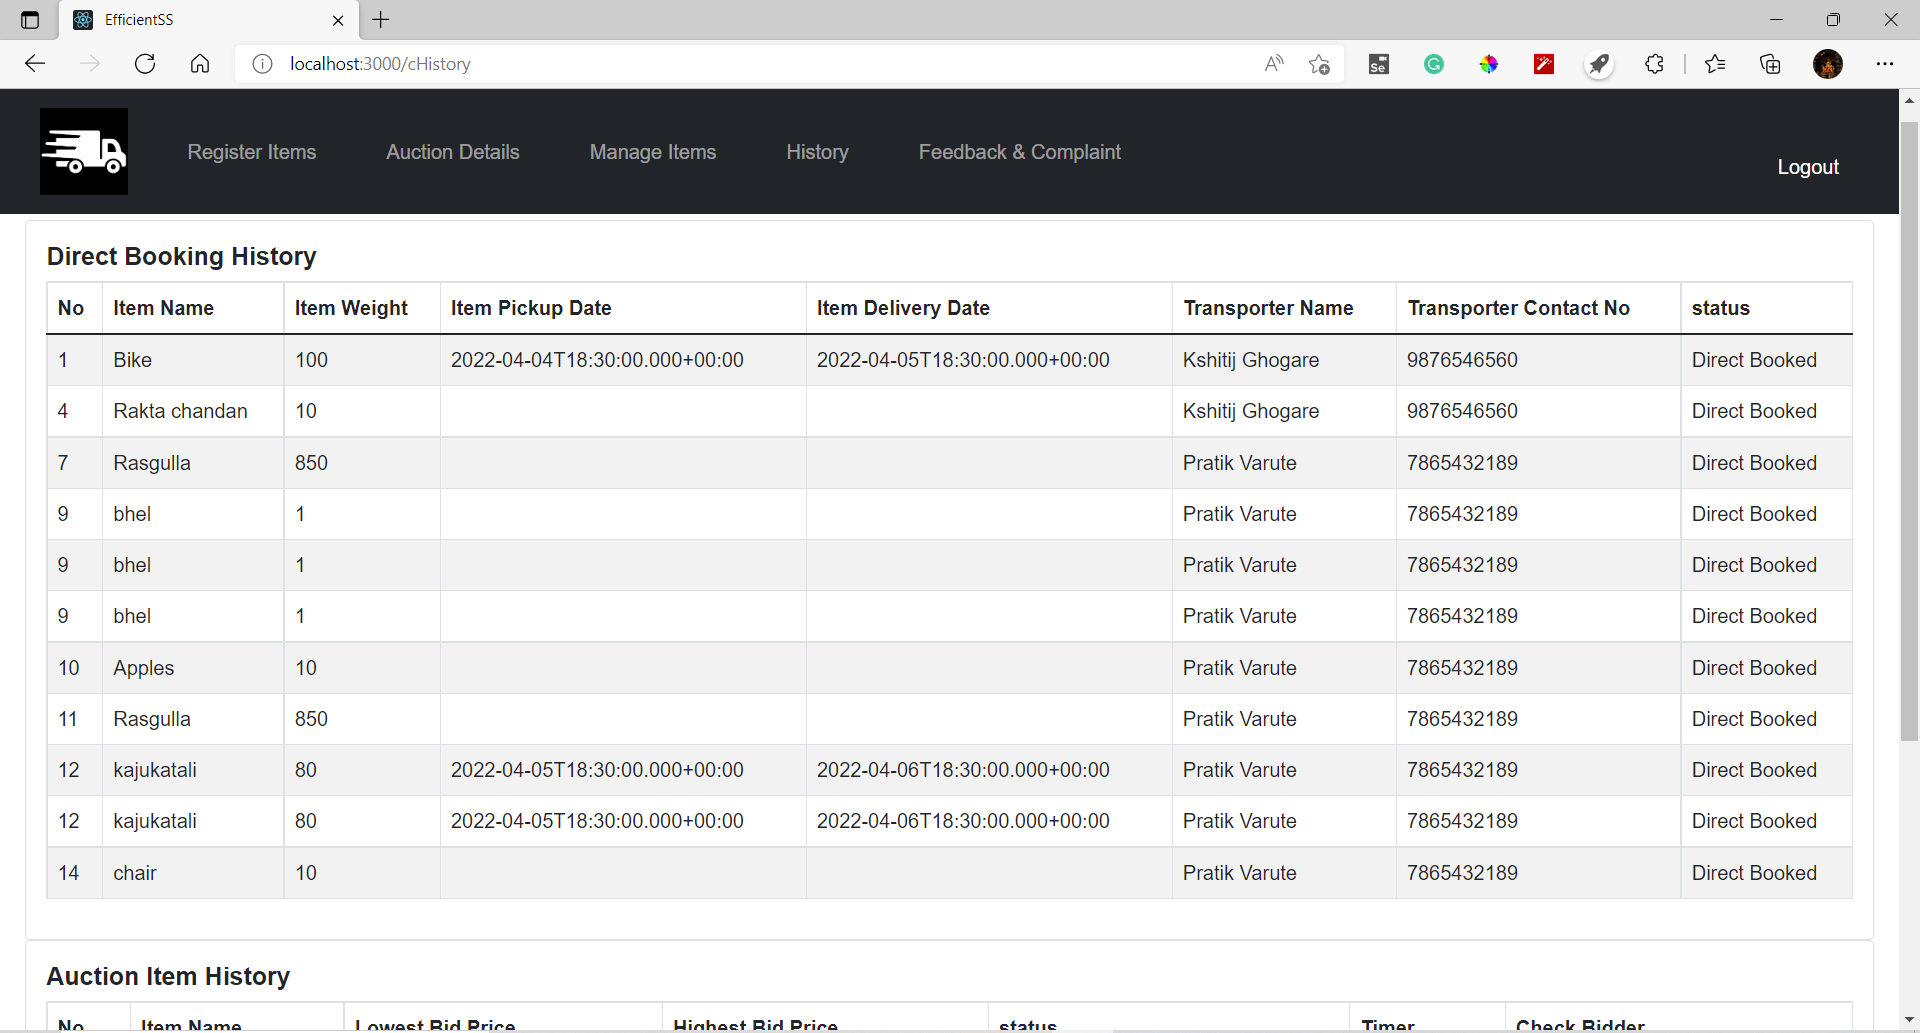 EfficientSS
localhost:3000/cHistory
Se
G
Register Items Auction Details Manage Items History Feedback & Complaint
Logout
Direct Booking History
No Item Name Item Weight Item Pickup Date Item Delivery Date Transporter Name Transporter Contact No status
1 Bike 100 2022-04-04T18:30:00.000+00:00 2022-04-05T18:30:00.000+00:00 Kshitij Ghogare 9876546560 Direct Booked
4 Rakta chandan 10 Kshitij Ghogare 9876546560 Direct Booked
7 Rasgulla 850 Pratik Varute 7865432189 Direct Booked
9 bhel 1 Pratik Varute 7865432189 Direct Booked
9 bhel 1 Pratik Varute 7865432189 Direct Booked
9 bhel 1 Pratik Varute 7865432189 Direct Booked
10 Apples 10 Pratik Varute 7865432189 Direct Booked
11 Rasgulla 850 Pratik Varute 7865432189 Direct Booked
12 kajukatali 80 2022-04-05T18:30:00.000+00:00 2022-04-06T18:30:00.000+00:00 Pratik Varute 7865432189 Direct Booked
12 kajukatali 80 2022-04-05T18:30:00.000+00:00 2022-04-06T18:30:00.000+00:00 Pratik Varute 7865432189 Direct Booked
14 chair 10 Pratik Varute 7865432189 Direct Booked
Auction Item History
No Item Name Lowest Bid Price Highest Bid Price status Timer Check Bidder